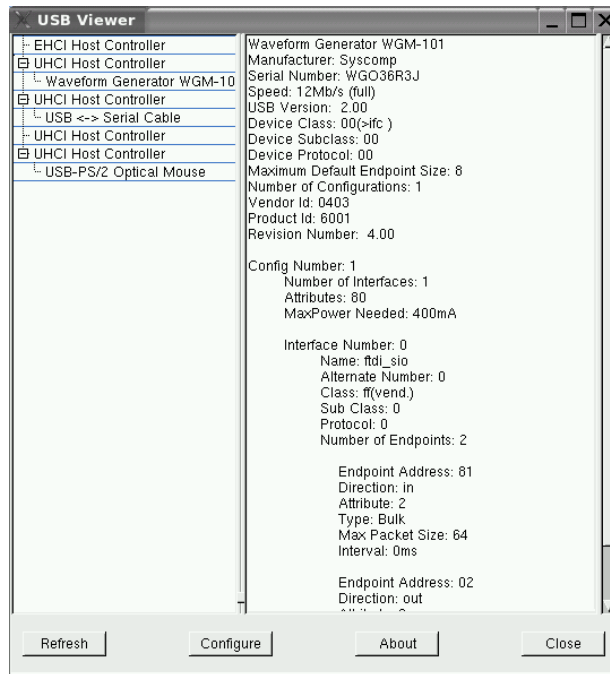 USB Viewer
EHCI Host Controller
UHCI Host Controller
Waveform Generator WGM-10
UHCI Host Controller
USB <-> Serial Cable
UHCI Host Controller
UHCI Host Controller
USB-PS/2 Optical Mouse
Waveform Generator WGM-101
Manufacturer: Syscomp
Serial Number: WGO36R3J
Speed: 12Mb/s (full)
USB Version:  2.00
Device Class: 00(>ifc )
Device Subclass: 00
Device Protocol: 00
Maximum Default Endpoint Size: 8
Number of Configurations: 1
Vendor Id: 0403
Product Id: 6001
Revision Number:  4.00
Config Number: 1
Number of Interfaces: 1
Attributes: 80
MaxPower Needed: 400mA
Interface Number: 0
Name: ftdi_sio
Alternate Number: 0
Class: ff(vend.)
Sub Class: 0
Protocol: 0
Number of Endpoints: 2
Endpoint Address: 81
Direction: in
Attribute: 2
Type: Bulk
Max Packet Size: 64
Interval: 0ms
Endpoint Address: 02
Direction: out
Refresh
Configure
About
Close